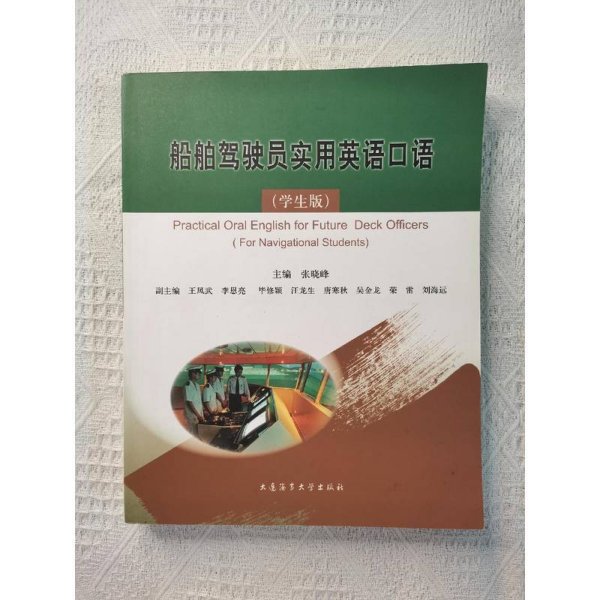 船舶驾驶员实用英语口语
(学生版)
Practical Oral English for Future Deck Officers
(For Navigational Students)
主编 张晓峰
副主编 王凤武 李恩亮 毕修颖 汪龙生 唐寒秋 吴金龙 荣雷 刘海远
大连海事大学出版社